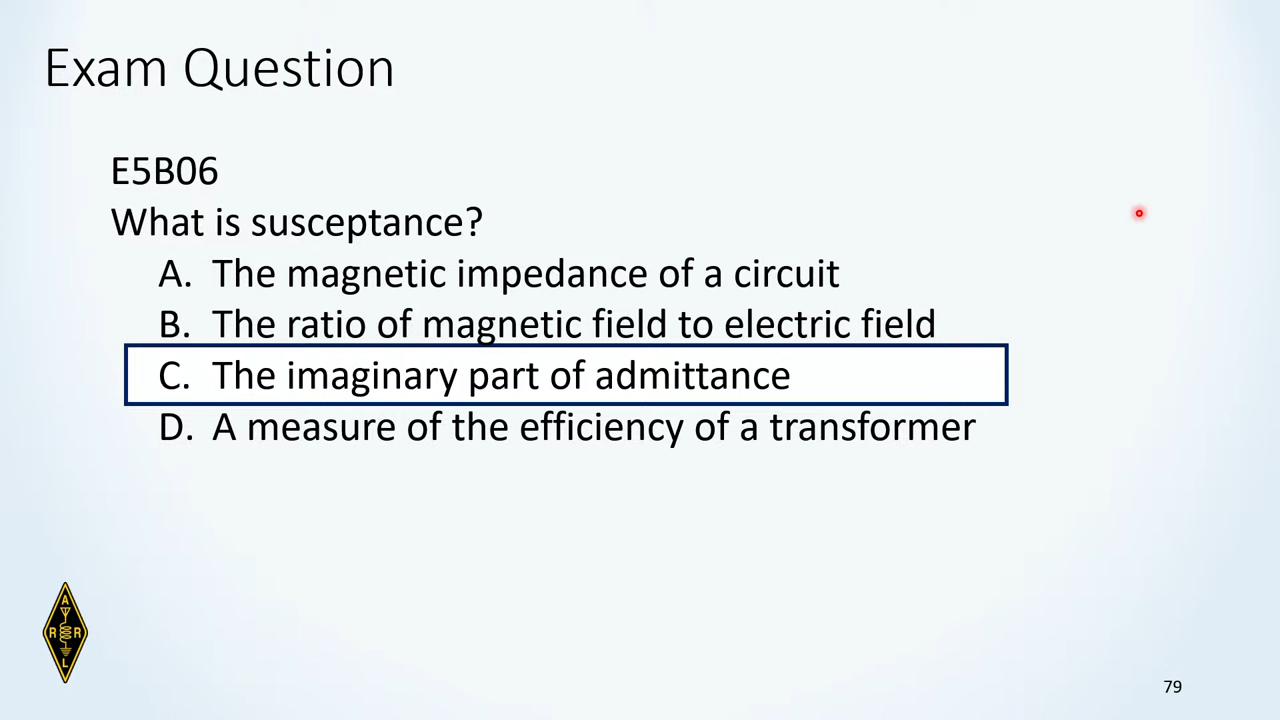 Exam Question
E5B06
What is susceptance?
A. The magnetic impedance of a circuit
B. The ratio of magnetic field to electric field
C. The imaginary part of admittance
D. A measure of the efficiency of a transformer
A
R R
L
79